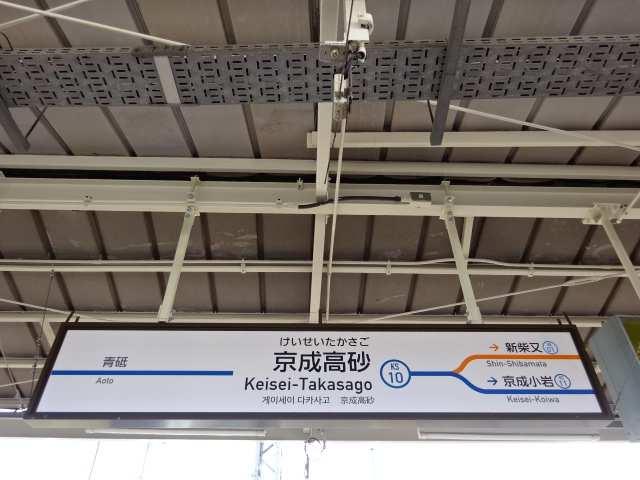 青砥
Aoto
けいせいたかさご
京成高砂
Keisei-Takasago
게이세이 다카사고 京成高砂
KS
10
→ 新柴又
01
Shin-Shibamata
→ 京成小岩
11
Keisei-Koiwa